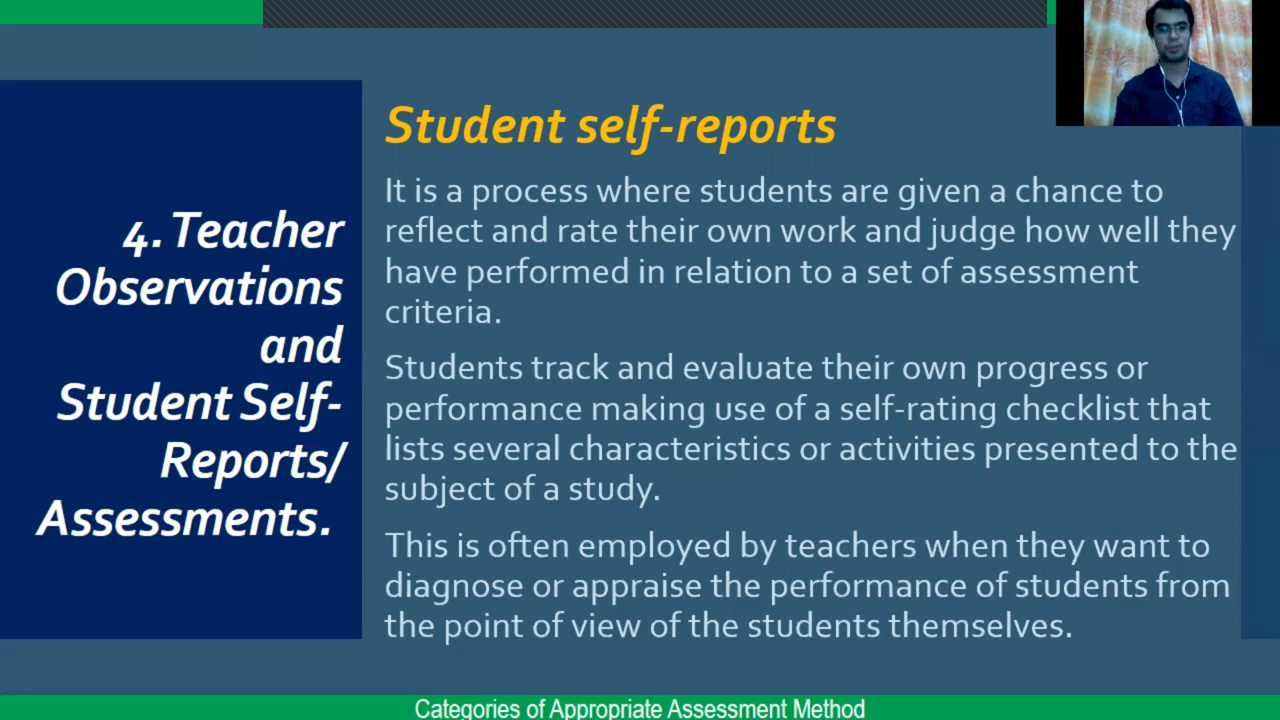 4. Teacher
Observations
and
Student Self-
Reports/
Assessments.
Student self-reports
It is a process where students are given a chance to
reflect and rate their own work and judge how well they
have performed in relation to a set of assessment
criteria.
Students track and evaluate their own progress or
performance making use of a self-rating checklist that
lists several characteristics or activities presented to the
subject of a study.
This is often employed by teachers when they want to
diagnose or appraise the performance of students from
the point of view of the students themselves.
Categories of Appropriate Assessment Method